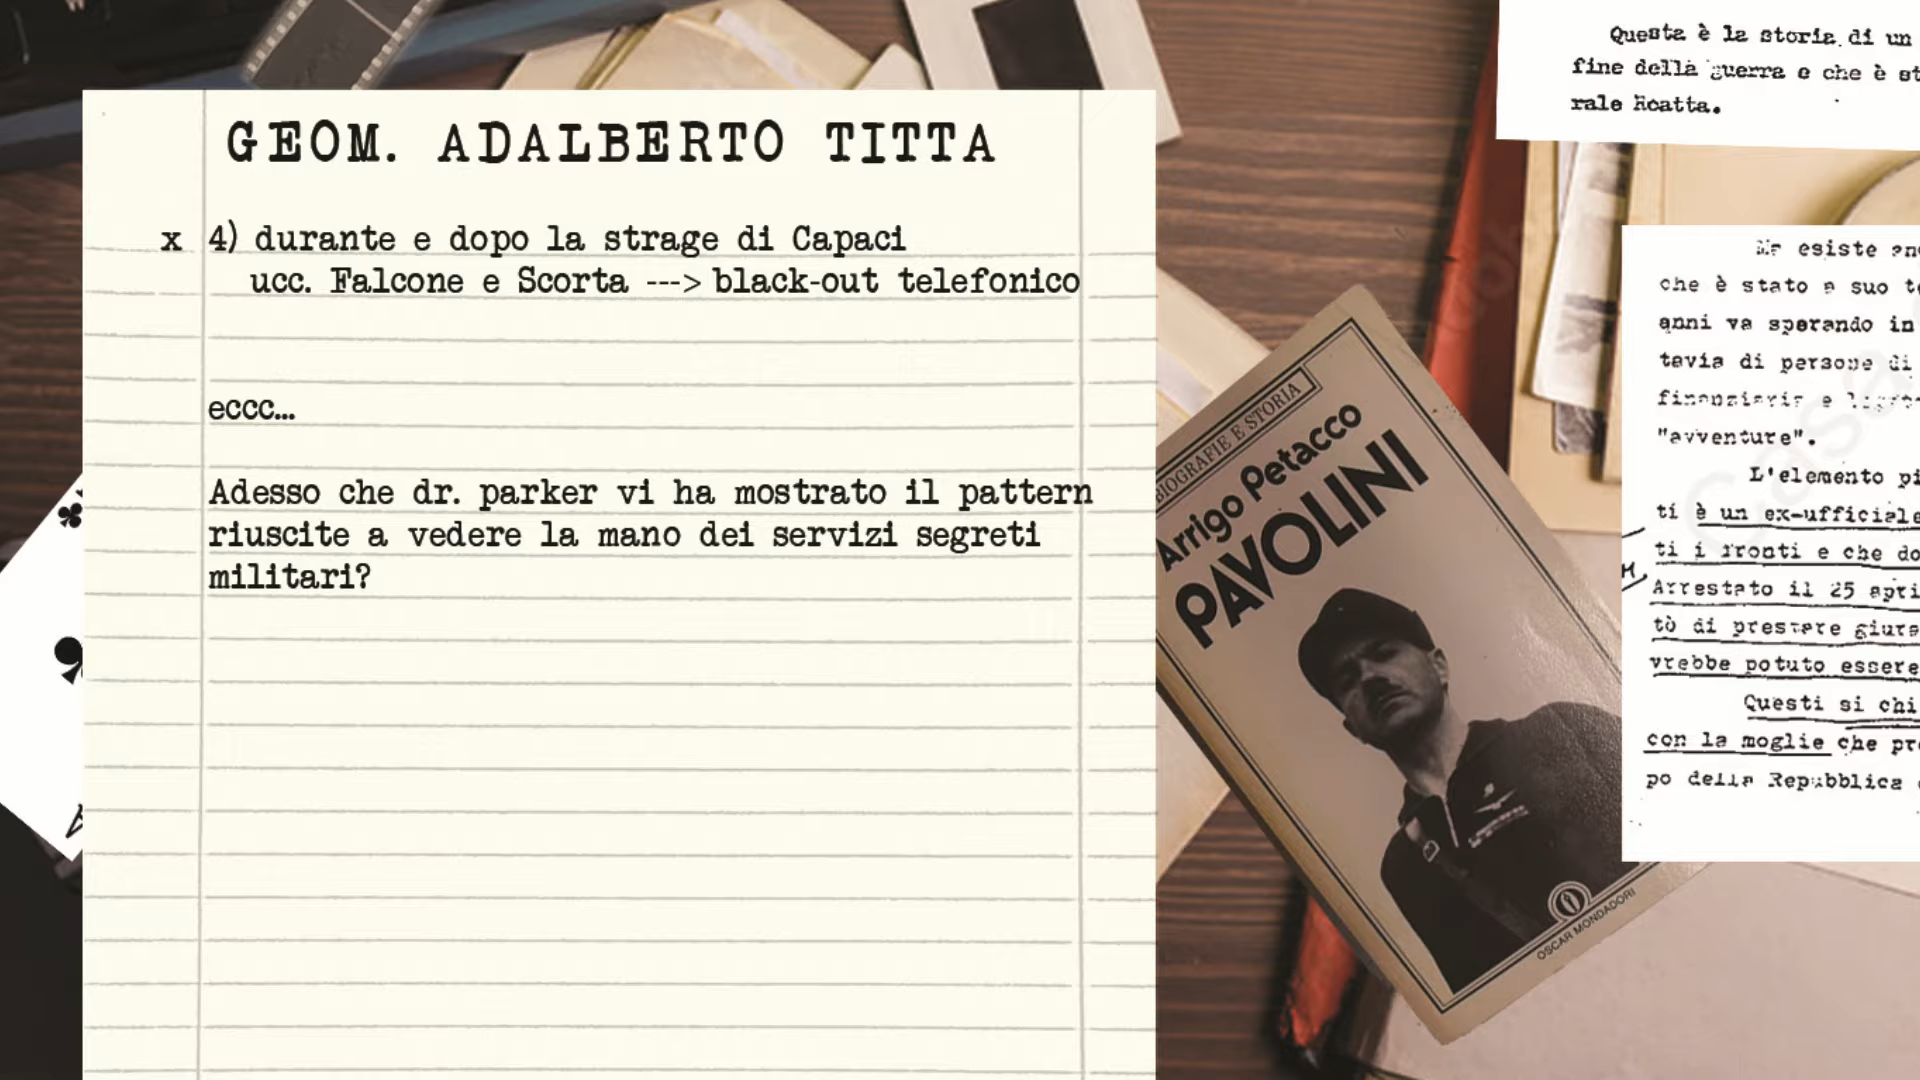 GEOM. ADALBERTO TITTA
x 4) durante e dopo la strage di Capaci
ucc. Falcone e Scorta ---> black-out telefonico
eccc...
Adesso che dr. parker vi ha mostrato il pattern
riuscite a vedere la mano dei servizi segreti
militari?
BIOGRAFIE E STORIA
Arrigo Petacco
PAVOLINI
OSCAR MONDADORI
Questa è la storia di un
fine della guerra e che è st
rale Roatta.
Ma esiste anc
che è stato a suo te
anni va sperando in
tavia di persone di
finanziaria e
"avventure".
L'elemento pi
ti è un ex-ufficiale
ti i fronti e che do
Arrestato il 25 apri
tò di prestare giura
vrebbe potuto essere
Questi si chi
con la moglie che pr
po della Repubblica
Casa